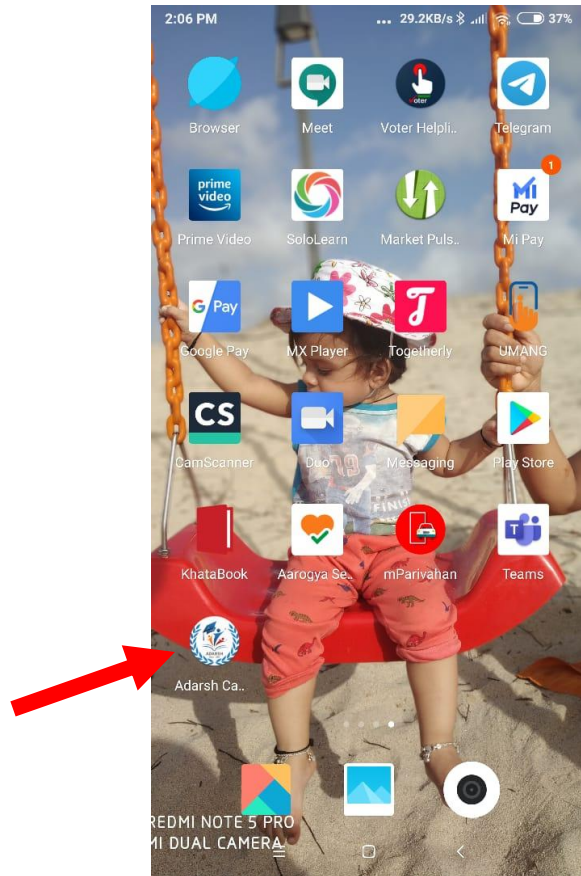 2:06 PM ... 29.2KB/s 37%
Browser Meet Voter Helpli.. Telegram
prime video
1
Mi Pay
Prime Video SoloLearn Market Puls.. Mi Pay
G Pay
Google Pay MX Player Togetherly UMANG
CS
CamScanner Duo Messaging Play Store
T
KhataBook Aarogya Se.. mParivahan Teams
ADARSH
Adarsh Ca..
REDMI NOTE 5 PRO
MI DUAL CAMERA